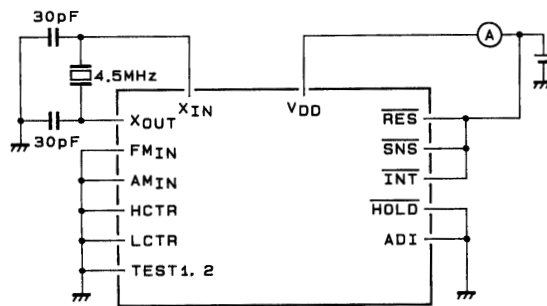 30pF
4.5MHz
30pF
A
XIN
VDD
XOUT
RES
FMIN
SNS
AMIN
INT
HCTR
HOLD
LCTR
ADI
TEST1, 2